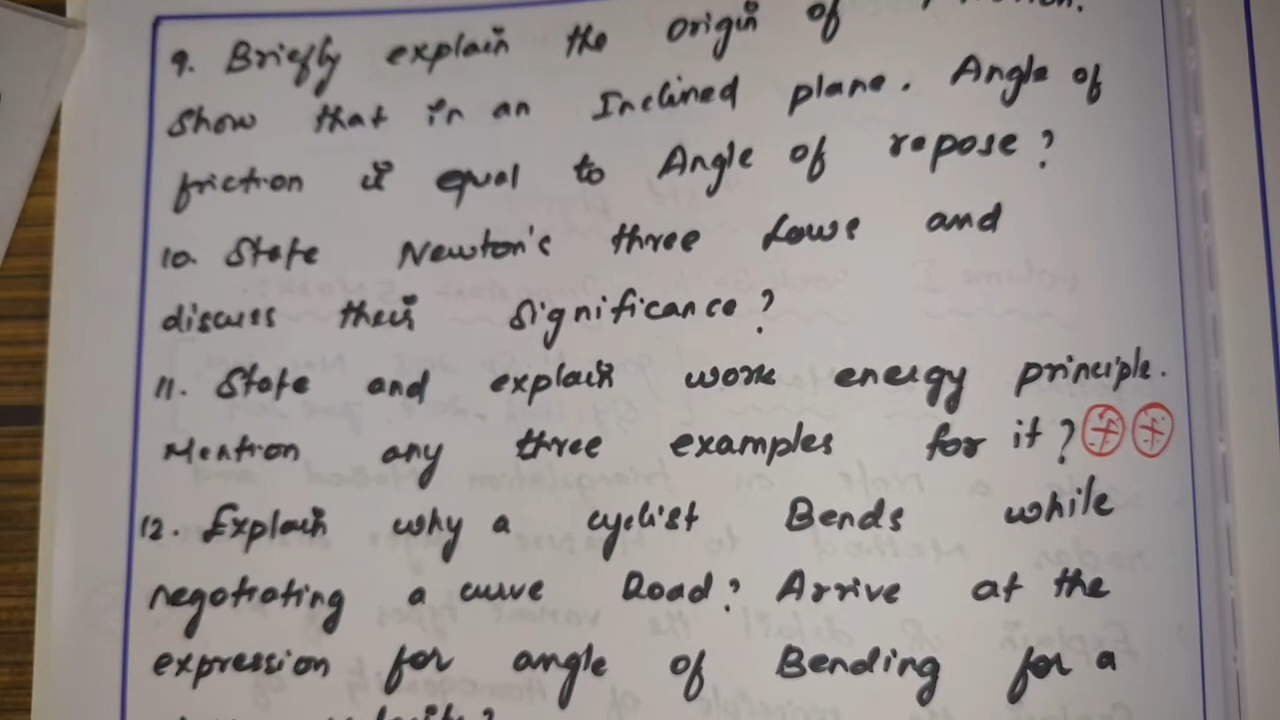 9. Briefly explain the origin of
Show that in an Inclined plane. Angle of
friction is equal to Angle of repose?
10. State Newton's three Laws and
discuss their significance?
11. State and explain work energy principle.
Mention any three examples for it?
12. Explain why a cyclist Bends while
negotiating a curve Road? Arrive at the
expression for angle of Bending for a